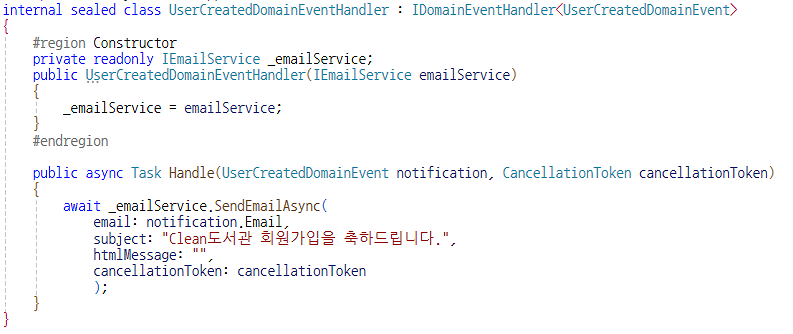 internal sealed class UserCreatedDomainEventHandler : IDomainEventHandler<UserCreatedDomainEvent>
{
    #region Constructor
    private readonly IEmailService _emailService;
    public UserCreatedDomainEventHandler(IEmailService emailService)
    {
        _emailService = emailService;
    }
    #endregion

    public async Task Handle(UserCreatedDomainEvent notification, CancellationToken cancellationToken)
    {
        await _emailService.SendEmailAsync(
            email: notification.Email,
            subject: "Clean도서관 회원가입을 축하드립니다.",
            htmlMessage: "",
            cancellationToken: cancellationToken
            );
    }
}